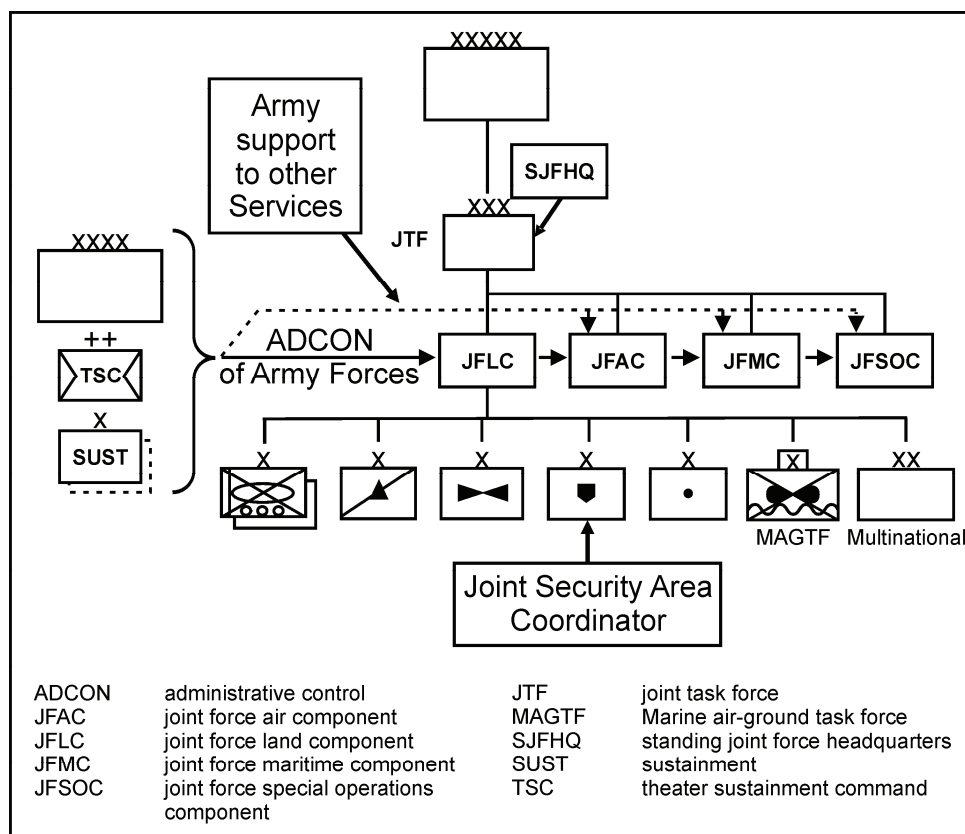 XXXXX
Army
support
to other
Services
SJFHQ
XXX
JTF
XXXX
++
TSC
X
SUST
ADCON
of Army Forces
JFLC
JFAC
JFMC
JFSOC
X
X
X
X
X
X
XX
MAGTF
Multinational
Joint Security Area
Coordinator
ADCON administrative control
JFAC joint force air component
JFLC joint force land component
JFMC joint force maritime component
JFSOC joint force special operations
component
JTF joint task force
MAGTF Marine air-ground task force
SJFHQ standing joint force headquarters
SUST sustainment
TSC theater sustainment command